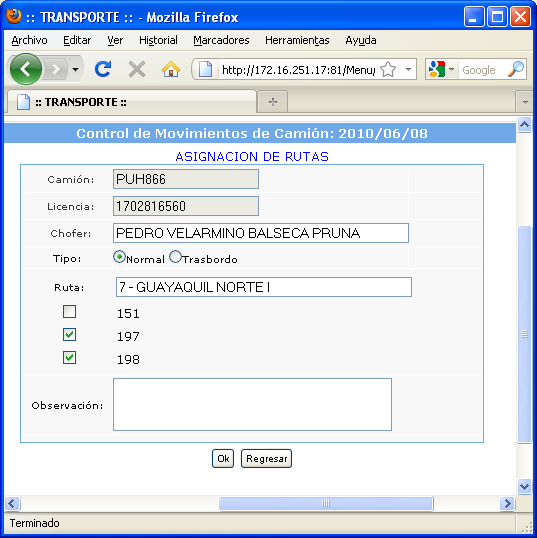 :: TRANSPORTE :: - Mozilla Firefox
Archivo Editar Ver Historial Marcadores Herramientas Ayuda
http://172.16.251.17:81/Menu/ Google
:: TRANSPORTE ::
Control de Movimientos de Camión: 2010/06/08
ASIGNACION DE RUTAS
Camión: PUH866
Licencia: 1702816560
Chofer: PEDRO VELARMINO BALSECA PRUNA
Tipo: Normal Trasbordo
Ruta: 7 - GUAYAQUIL NORTE I
151
197
198
Observación:
Ok Regresar
Terminado